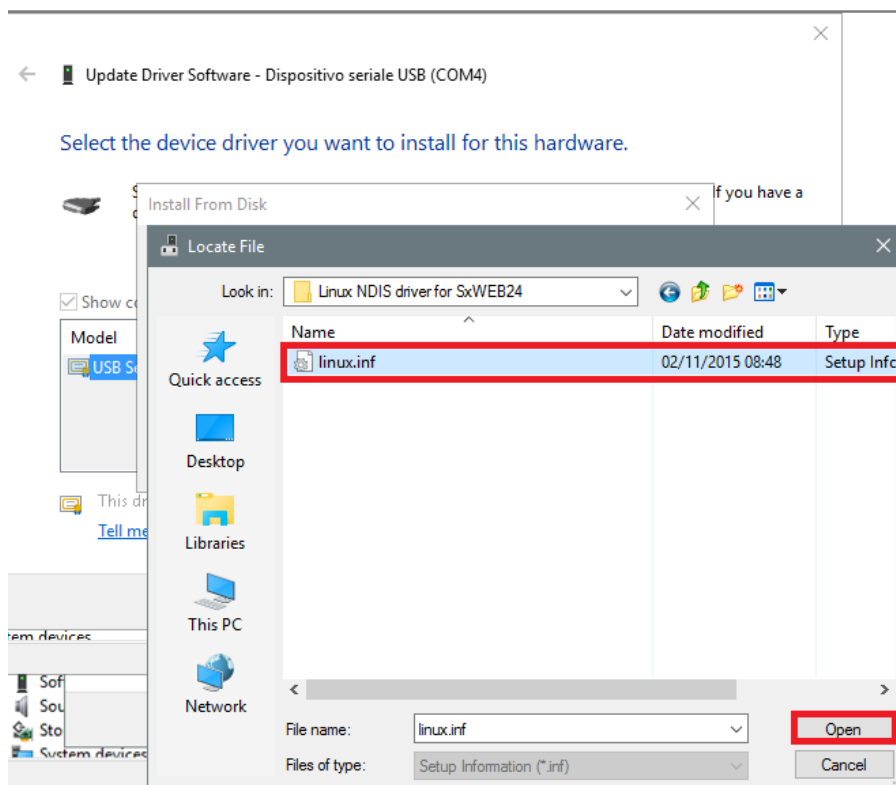 Update Driver Software - Dispositivo seriale USB (COM4)
Select the device driver you want to install for this hardware.
If you have a
Install From Disk
Locate File
Look in:
Linux NDIS driver for SxWEB24
Show
Model
USB
Name
Date modified
Type
linux.inf
02/11/2015 08:48
Setup
Quick access
Desktop
Libraries
This PC
Network
This
Tell me
devices
System devices
File name:
linux.inf
Open
Files of type:
Setup Information (*.inf)
Cancel